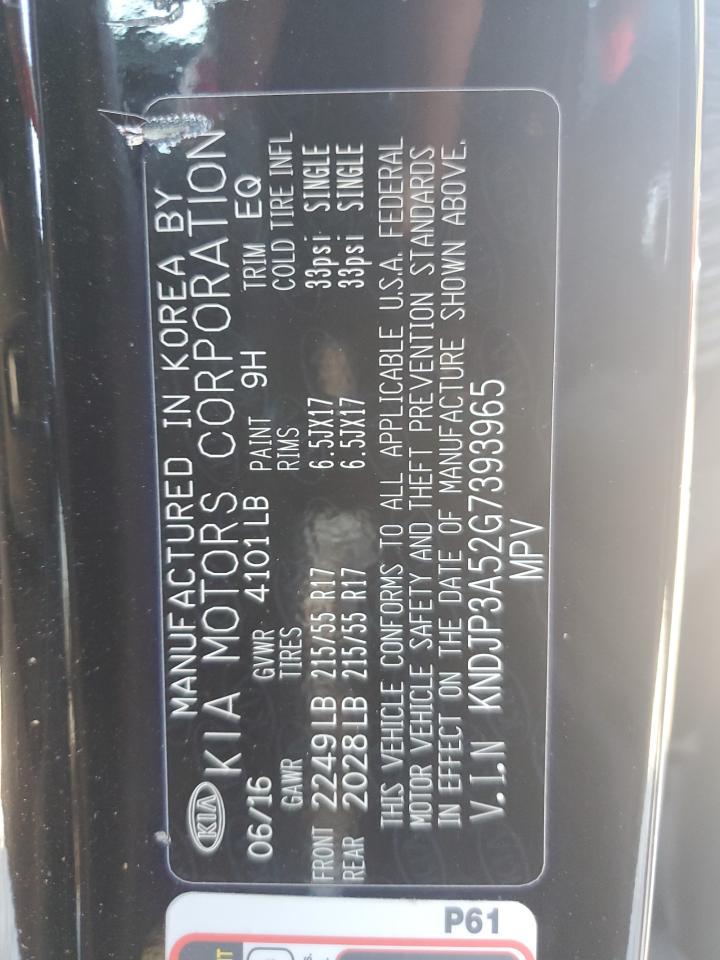 MANUFACTURED IN KOREA BY
KIA KIA MOTORS CORPORATION
06/16 GVWR 4101LB PAINT 9H TRIM EQ
GAWR TIRES RIMS COLD TIRE INFL
FRONT 2249LB 215/55 R17 6.5JX17 33psi SINGLE
REAR 2028LB 215/55 R17 6.5JX17 33psi SINGLE
THIS VEHICLE CONFORMS TO ALL APPLICABLE U.S.A. FEDERAL
MOTOR VEHICLE SAFETY AND THEFT PREVENTION STANDARDS
IN EFFECT ON THE DATE OF MANUFACTURE SHOWN ABOVE.
V.I.N KNDJP3A52G7393965
MPV
P61